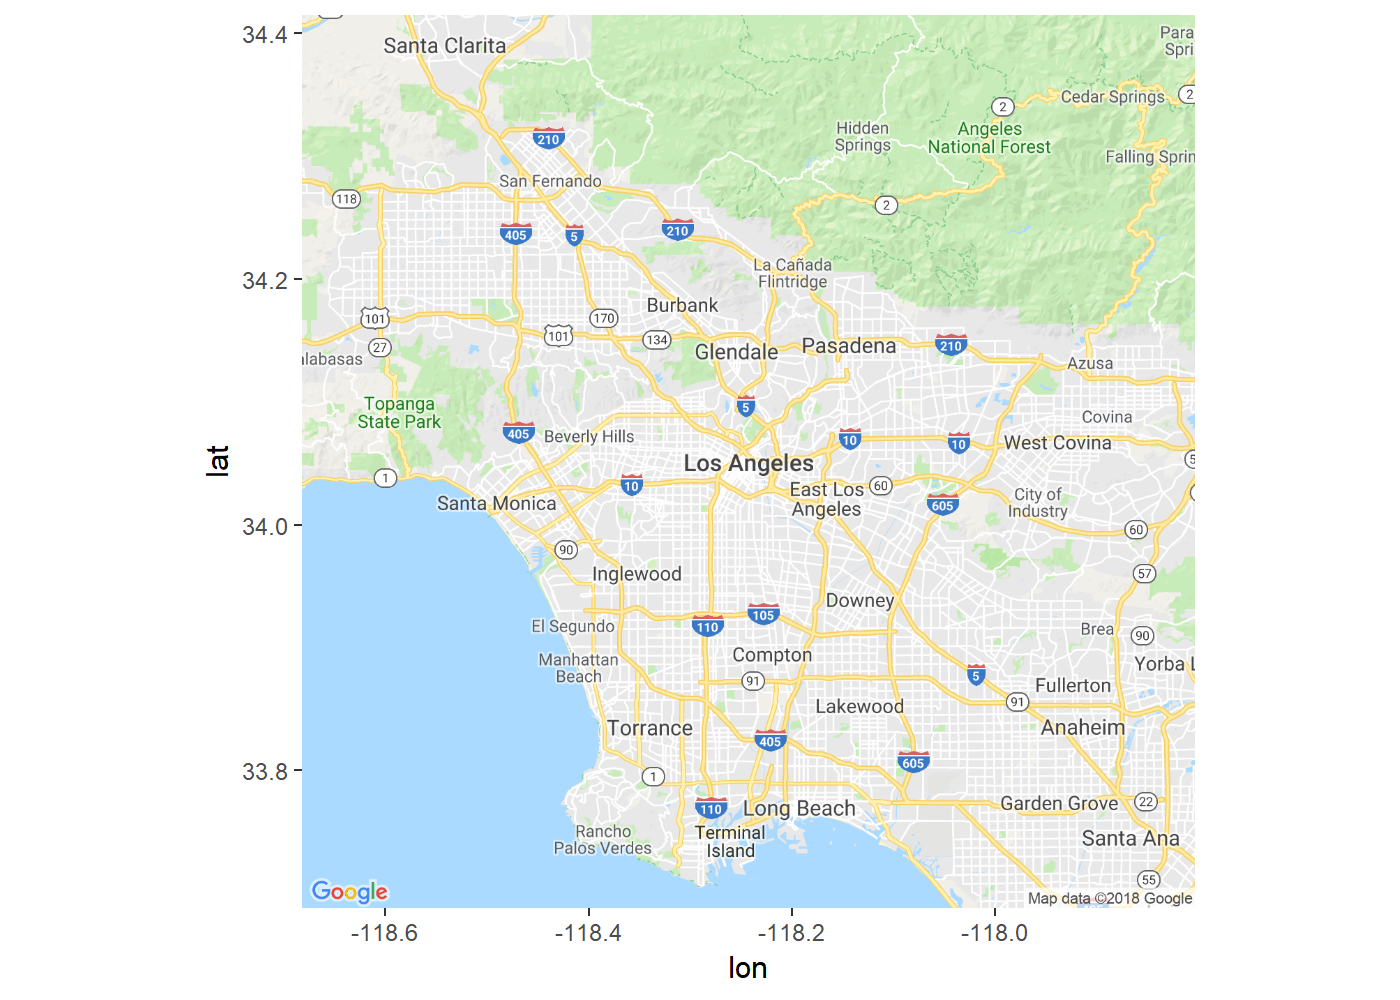 34.4
Santa Clarita
Para
Spri
Cedar Springs
2
2
Hidden
Springs
Angeles
National Forest
210
Falling Sprin
San Fernando
118
2
405
5
210
34.2
La Cañada
Flintridge
Burbank
101
170
101
134
27
Glendale
Pasadena
210
alabasas
Azusa
Topanga
State Park
5
Covina
405
Beverly Hills
10
10
West Covina
lat
Los Angeles
5
1
10
East Los
Angeles
60
605
City of
Industry
Santa Monica
34.0
60
90
Inglewood
57
Downey
El Segundo
110
105
Brea
90
Manhattan
Beach
Compton
Yorba L
91
5
Fullerton
91
Lakewood
Torrance
405
Anaheim
605
33.8
1
110
Long Beach
Garden Grove
22
Rancho
Palos Verdes
Terminal
Island
Santa Ana
55
Google
Map data ©2018 Google
-118.6
-118.4
-118.2
-118.0
lon